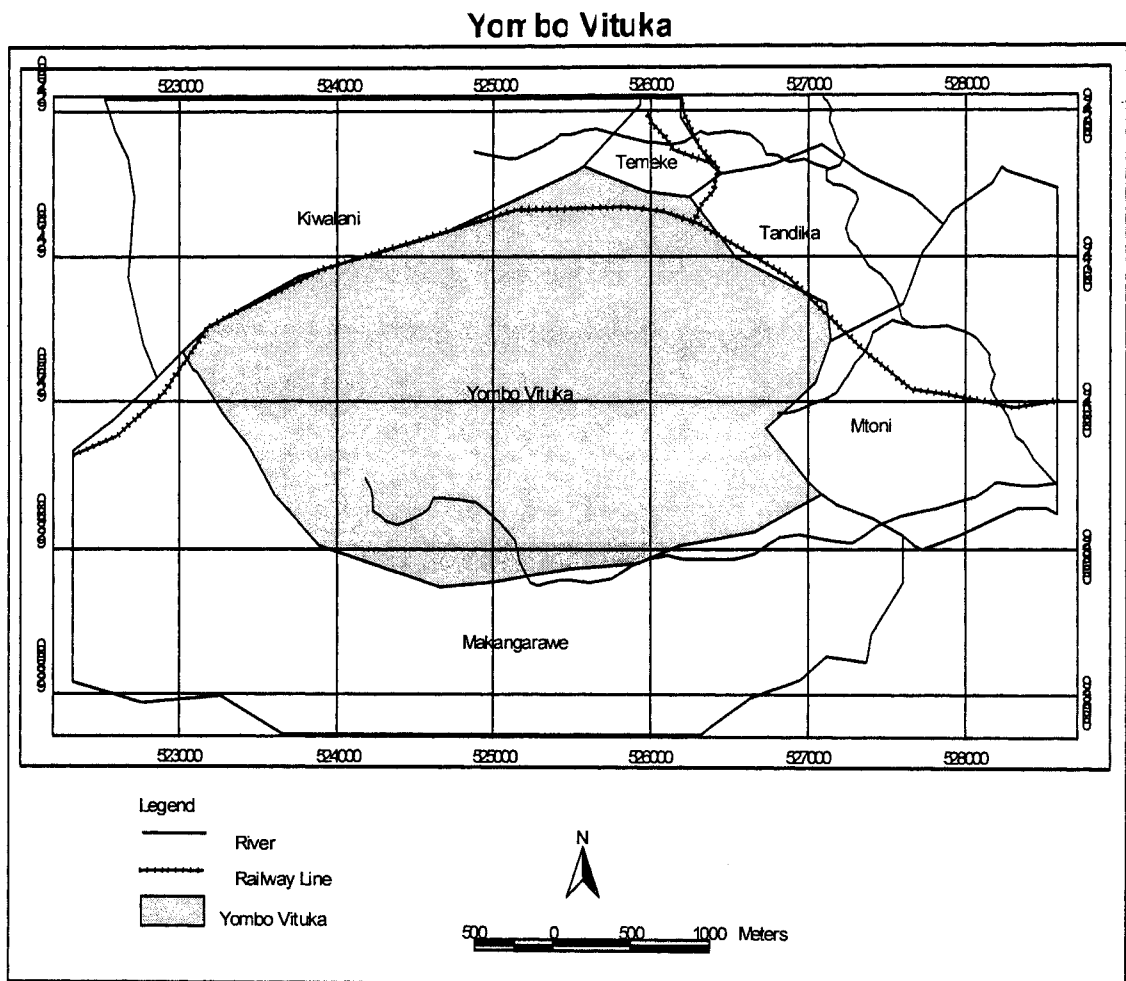 Yombo Vituka
523000 524000 525000 526000 527000 528000
Temeke
Kiwalani
Tandika
Yombo Vituka
Mtoni
Makangarawe
523000 524000 525000 526000 527000 528000
Legend
River
Railway Line
Yombo Vituka
N
500 0 500 1000 Meters